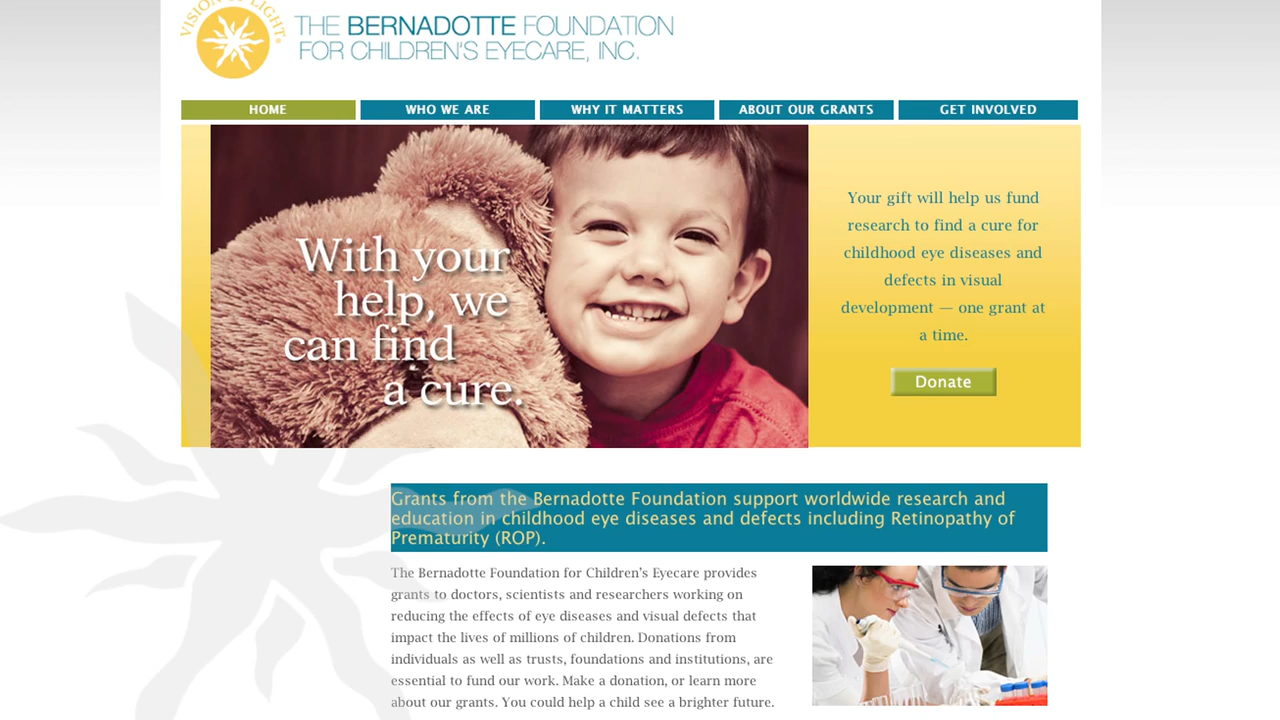 VISION OF LIGHT
THE BERNADOTTE FOUNDATION
FOR CHILDREN'S EYECARE, INC.
HOME
WHO WE ARE
WHY IT MATTERS
ABOUT OUR GRANTS
GET INVOLVED
With your
help, we
can find
a cure.
Your gift will help us fund
research to find a cure for
childhood eye diseases and
defects in visual
development — one grant at
a time.
Donate
Grants from the Bernadotte Foundation support worldwide research and
education in childhood eye diseases and defects including Retinopathy of
Prematurity (ROP).
The Bernadotte Foundation for Children's Eyecare provides
grants to doctors, scientists and researchers working on
reducing the effects of eye diseases and visual defects that
impact the lives of millions of children. Donations from
individuals as well as trusts, foundations and institutions, are
essential to fund our work. Make a donation, or learn more
about our grants. You could help a child see a brighter future.